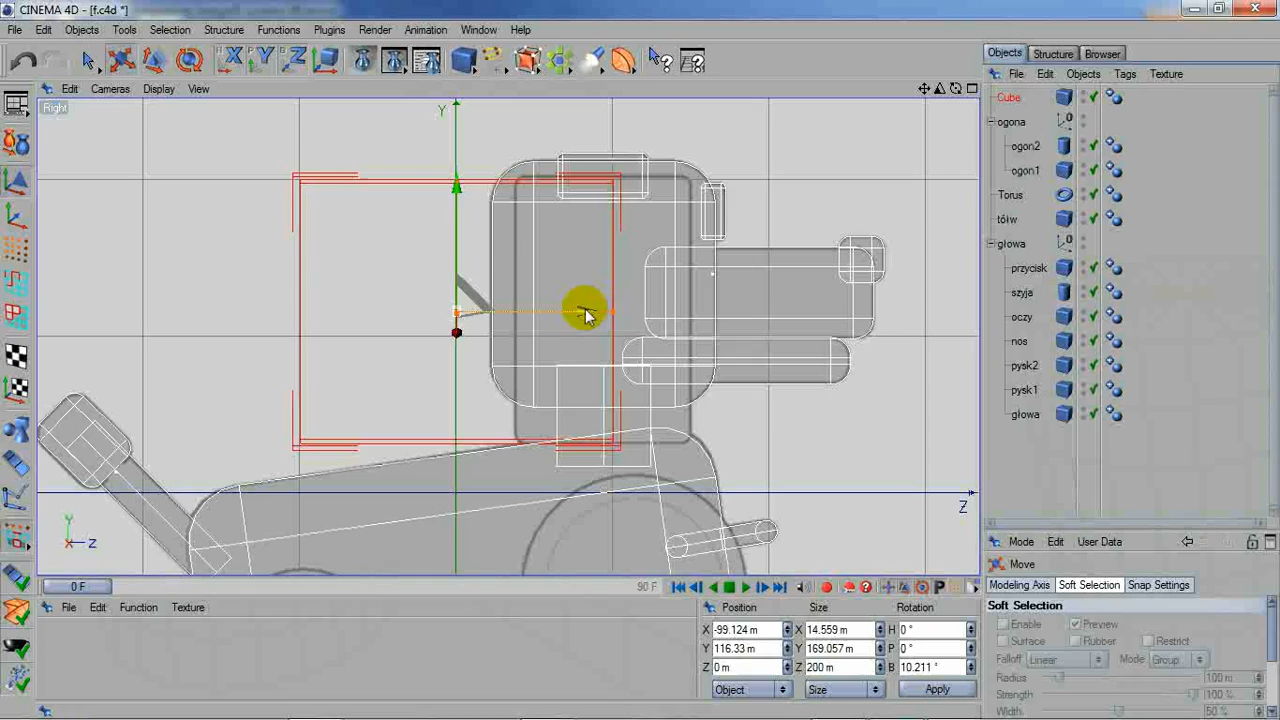 CINEMA 4D - [f.c4d *]
File Edit Objects Tools Selection Structure Functions Plugins Render Animation Window Help
Objects Structure Browser
Edit Cameras Display View
File Edit Objects Tags Texture
Right
Y
Z
Y
X Z
Cube
ogona
ogon2
ogon1
Torus
tółw
głowa
przycisk
szyja
oczy
nos
pysk2
pysk1
głowa
Mode Edit User Data
Move
Modeling Axis Soft Selection Snap Settings
Soft Selection
Enable Preview
Surface Rubber Restrict
Falloff Linear Mode Group
Radius 100 m
Strength 100 %
Width 50 %
0 F 90 F
File Edit Function Texture
Position Size Rotation
X -99.124 m X 14.559 m H 0 °
Y 116.33 m Y 169.057 m P 0 °
Z 0 m Z 200 m B 10.211 °
Object Size Apply